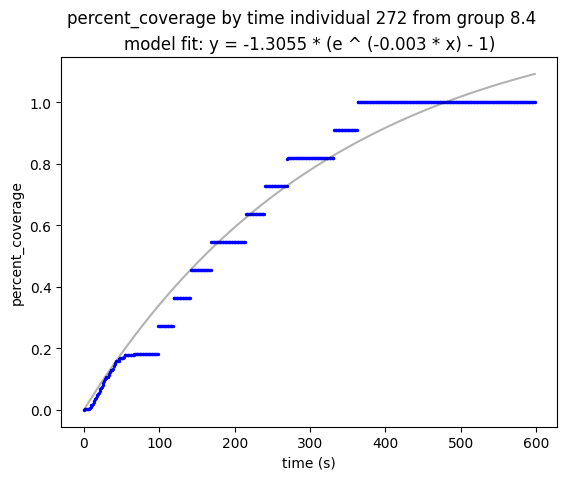 percent_coverage by time individual 272 from group 8.4
model fit: y = -1.3055 * (e ^ (-0.003 * x) - 1)
percent_coverage
1.0
0.8
0.6
0.4
0.2
0.0
0 100 200 300 400 500 600
time (s)